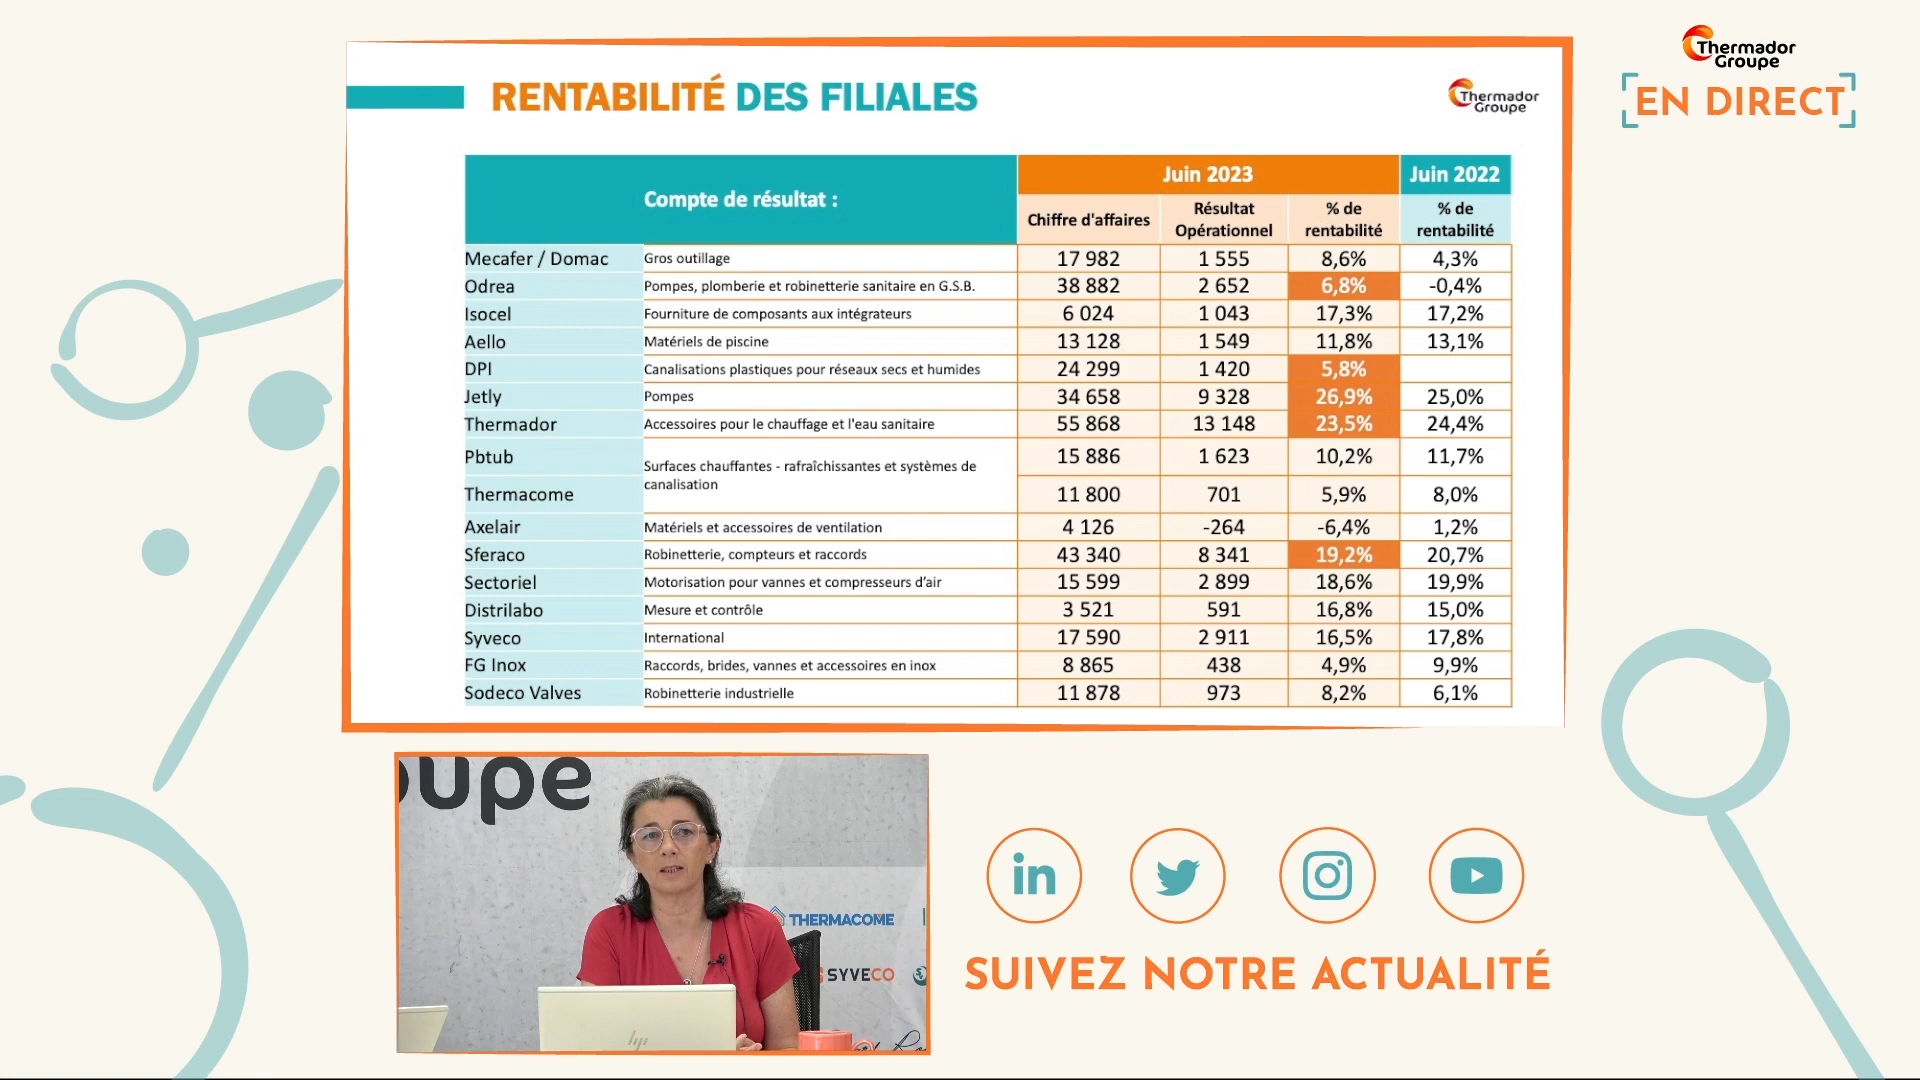 Thermador
Groupe
EN DIRECT
RENTABILITÉ DES FILIALES
Thermador
Groupe
Compte de résultat :
Juin 2023
Juin 2022
Chiffre d'affaires
Résultat
Opérationnel
% de
rentabilité
% de
rentabilité
Mecafer / Domac Gros outillage 17 982 1 555 8,6% 4,3%
Odrea Pompes, plomberie et robinetterie sanitaire en G.S.B. 38 882 2 652 6,8% -0,4%
Isocel Fourniture de composants aux intégrateurs 6 024 1 043 17,3% 17,2%
Aello Matériels de piscine 13 128 1 549 11,8% 13,1%
DPI Canalisations plastiques pour réseaux secs et humides 24 299 1 420 5,8%
Jetly Pompes 34 658 9 328 26,9% 25,0%
Thermador Accessoires pour le chauffage et l'eau sanitaire 55 868 13 148 23,5% 24,4%
Pbtub 15 886 1 623 10,2% 11,7%
Surfaces chauffantes - rafraîchissantes et systèmes de
canalisation
Thermacome 11 800 701 5,9% 8,0%
Axelair Matériels et accessoires de ventilation 4 126 -264 -6,4% 1,2%
Sferaco Robinetterie, compteurs et raccords 43 340 8 341 19,2% 20,7%
Sectoriel Motorisation pour vannes et compresseurs d'air 15 599 2 899 18,6% 19,9%
Distrilabo Mesure et contrôle 3 521 591 16,8% 15,0%
Syveco International 17 590 2 911 16,5% 17,8%
FG Inox Raccords, brides, vannes et accessoires en inox 8 865 438 4,9% 9,9%
Sodeco Valves Robinetterie industrielle 11 878 973 8,2% 6,1%
oupe
THERMACOME
SYVECO
hp
in
SUIVEZ NOTRE ACTUALITÉ